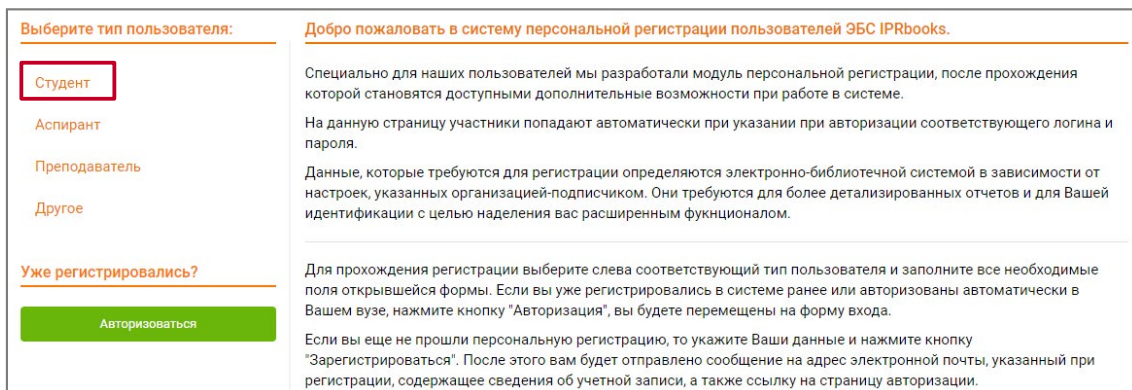 Выберите тип пользователя:
Студент
Аспирант
Преподаватель
Другое
Уже регистрировались?
Авторизоваться
Добро пожаловать в систему персональной регистрации пользователей ЭБС IPRbooks.
Специально для наших пользователей мы разработали модуль персональной регистрации, после прохождения
которой становятся доступными дополнительные возможности при работе в системе.
На данную страницу участники попадают автоматически при указании при авторизации соответствующего логина и
пароля.
Данные, которые требуются для регистрации определяются электронно-библиотечной системой в зависимости от
настроек, указанных организацией-подписчиком. Они требуются для более детализированных отчетов и для Вашей
идентификации с целью наделения вас расширенным фукнционалом.
Для прохождения регистрации выберите слева соответствующий тип пользователя и заполните все необходимые
поля открывшейся формы. Если вы уже регистрировались в системе ранее или авторизованы автоматически в
Вашем вузе, нажмите кнопку "Авторизация", вы будете перемещены на форму входа.
Если вы еще не прошли персональную регистрацию, то укажите Ваши данные и нажмите кнопку
"Зарегистрироваться". После этого вам будет отправлено сообщение на адрес электронной почты, указанный при
регистрации, содержащее сведения об учетной записи, а также ссылку на страницу авторизации.